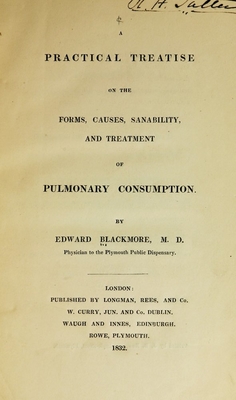 A
PRACTICAL TREATISE
ON THE
FORMS, CAUSES, SANABILITY,
AND TREATMENT
OF
PULMONARY CONSUMPTION.
BY
EDWARD BLACKMORE, M. D.
Physician to the Plymouth Public Dispensary.
LONDON:
PUBLISHED BY LONGMAN, REES, AND Co.
W. CURRY, JUN. AND Co. DUBLIN,
WAUGH AND INNES, EDINBURGH.
ROWE, PLYMOUTH.
1832.